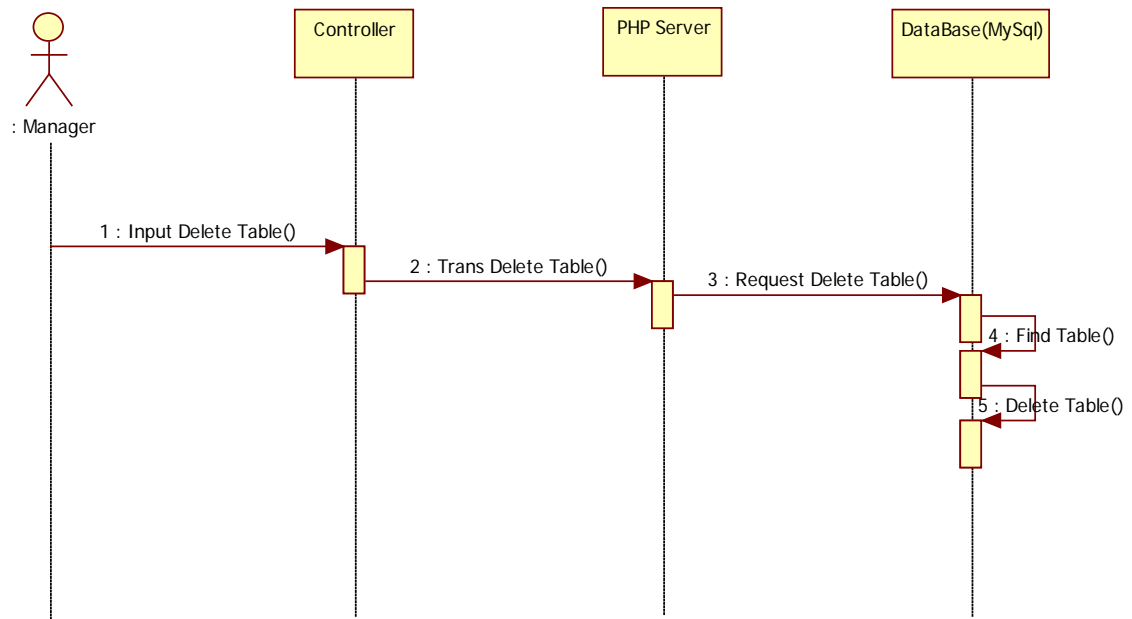 Controller
PHP Server
DataBase(MySql)
: Manager
1 : Input Delete Table()
2 : Trans Delete Table()
3 : Request Delete Table()
4 : Find Table()
5 : Delete Table()